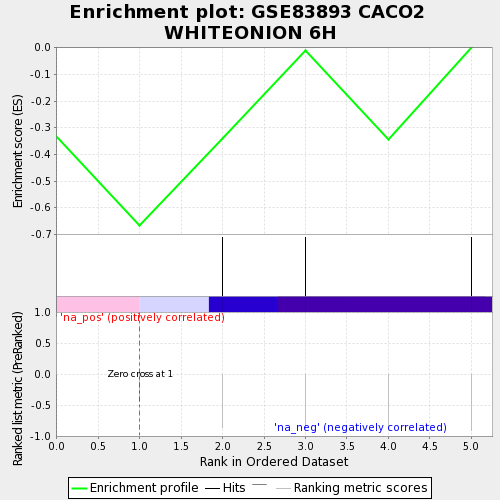 Enrichment plot: GSE83893 CACO2
WHITEONION 6H
Enrichment score (ES)
0.0
-0.1
-0.2
-0.3
-0.4
-0.5
-0.6
-0.7
Ranked list metric (PreRanked)
1.0
0.5
0.0
-0.5
-1.0
'na_pos' (positively correlated)
Zero cross at 1
'na_neg' (negatively correlated)
0.0 0.5 1.0 1.5 2.0 2.5 3.0 3.5 4.0 4.5 5.0
Rank in Ordered Dataset
Enrichment profile Hits Ranking metric scores